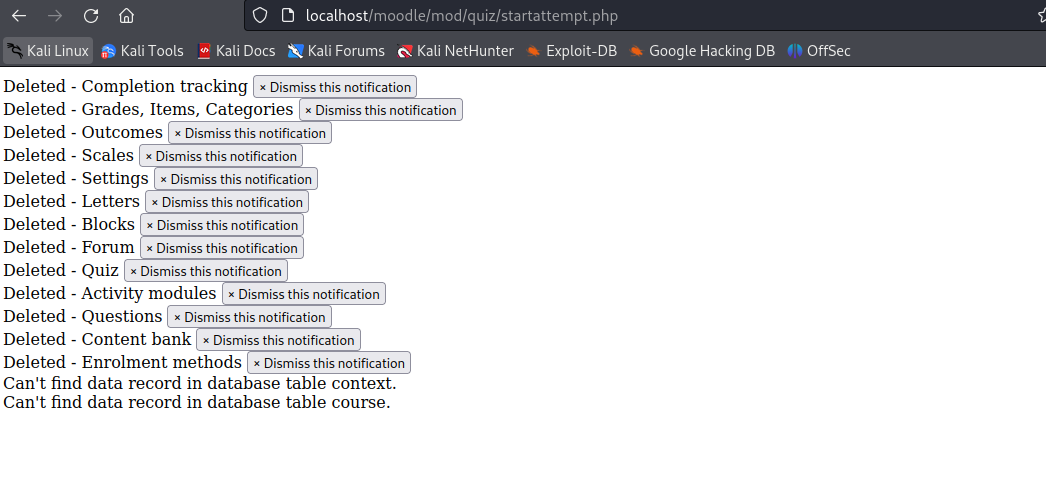 localhost/moodle/mod/quiz/startattempt.php
Kali Linux Kali Tools Kali Docs Kali Forums Kali NetHunter Exploit-DB Google Hacking DB OffSec
Deleted - Completion tracking × Dismiss this notification
Deleted - Grades, Items, Categories × Dismiss this notification
Deleted - Outcomes × Dismiss this notification
Deleted - Scales × Dismiss this notification
Deleted - Settings × Dismiss this notification
Deleted - Letters × Dismiss this notification
Deleted - Blocks × Dismiss this notification
Deleted - Forum × Dismiss this notification
Deleted - Quiz × Dismiss this notification
Deleted - Activity modules × Dismiss this notification
Deleted - Questions × Dismiss this notification
Deleted - Content bank × Dismiss this notification
Deleted - Enrolment methods × Dismiss this notification
Can't find data record in database table context.
Can't find data record in database table course.